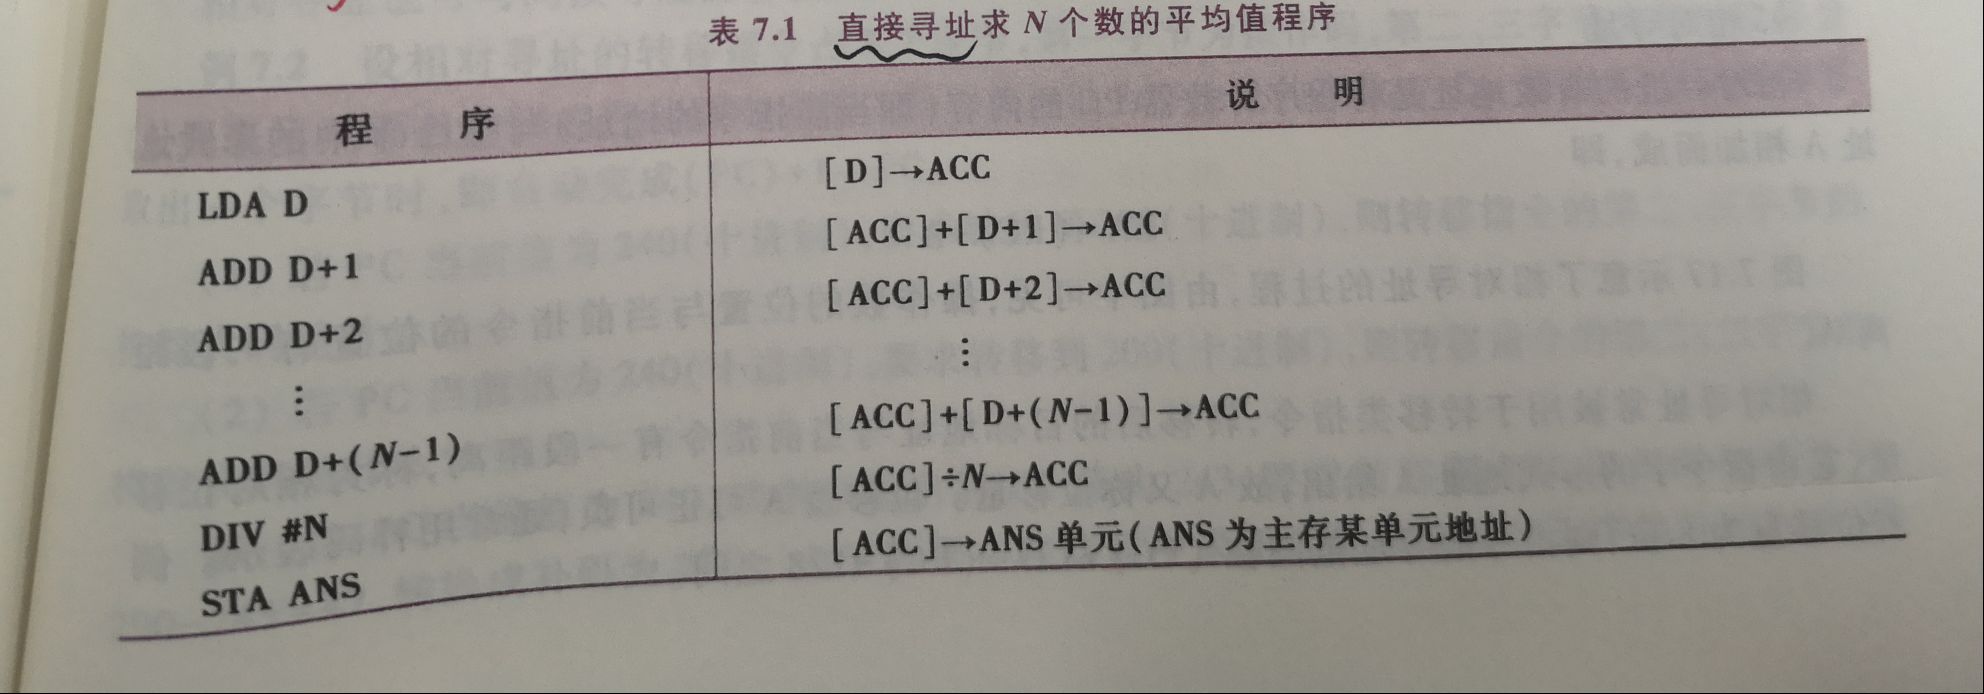 表 7.1 直接寻址求 N 个数的平均值程序
程 序 说 明
LDA D [D]→ACC
ADD D+1 [ACC]+[D+1]→ACC
ADD D+2 [ACC]+[D+2]→ACC
⋮ ⋮
ADD D+(N-1) [ACC]+[D+(N-1)]→ACC
DIV #N [ACC]÷N→ACC
STA ANS [ACC]→ANS 单元(ANS 为主存某单元地址)